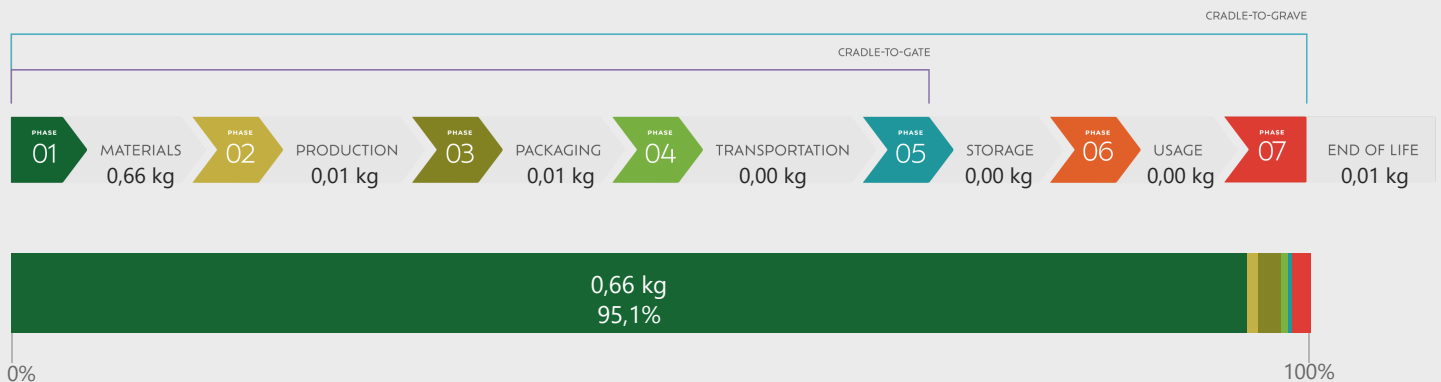 CRADLE-TO-GRAVE
CRADLE-TO-GATE
PHASE
01
MATERIALS
0,66 kg
PHASE
02
PRODUCTION
0,01 kg
PHASE
03
PACKAGING
0,01 kg
PHASE
04
TRANSPORTATION
0,00 kg
PHASE
05
STORAGE
0,00 kg
PHASE
06
USAGE
0,00 kg
PHASE
07
END OF LIFE
0,01 kg
0,66 kg
95,1%
0%
100%